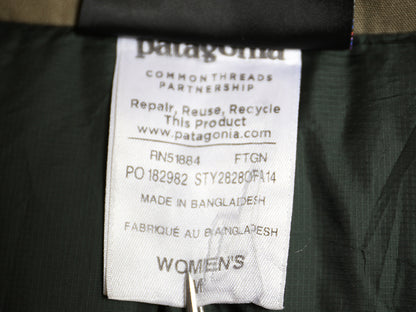 patagonia
COMMON THREADS
PARTNERSHIP
Repair, Reuse, Recycle
This Product
www.patagonia.com
RN51884 FTGN
PO 182982 STY28280FA14
MADE IN BANGLADESH
FABRIQUÉ AU BANGLADESH
WOMEN'S
M